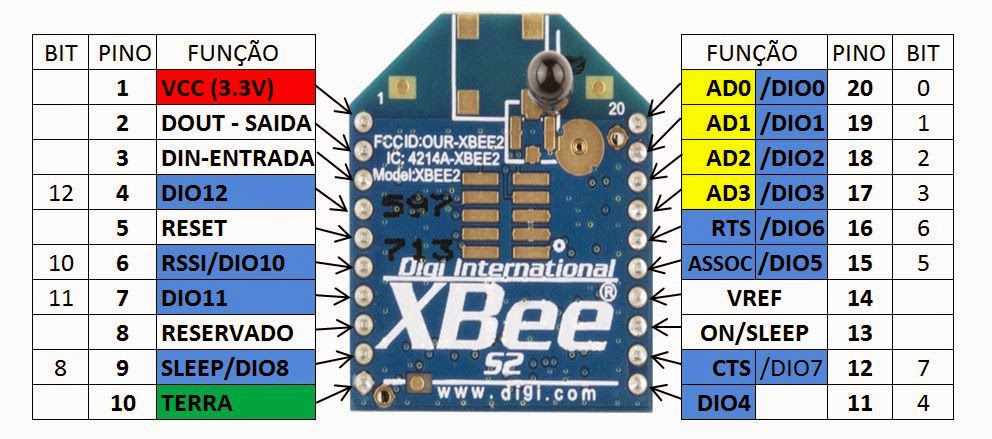 BIT PINO FUNÇÃO
1 VCC (3.3V)
2 DOUT - SAIDA
3 DIN-ENTRADA
12 4 DIO12
5 RESET
10 6 RSSI/DIO10
11 7 DIO11
8 RESERVADO
8 9 SLEEP/DIO8
10 TERRA
1 20
FCCID:OUR-XBEE2
IC: 4214A-XBEE2
Model:XBEE2
597
713
Digi International
XBee®
S2
www.digi.com
FUNÇÃO PINO BIT
AD0 /DIO0 20 0
AD1 /DIO1 19 1
AD2 /DIO2 18 2
AD3 /DIO3 17 3
RTS /DIO6 16 6
ASSOC /DIO5 15 5
VREF 14
ON/SLEEP 13
CTS /DIO7 12 7
DIO4 11 4